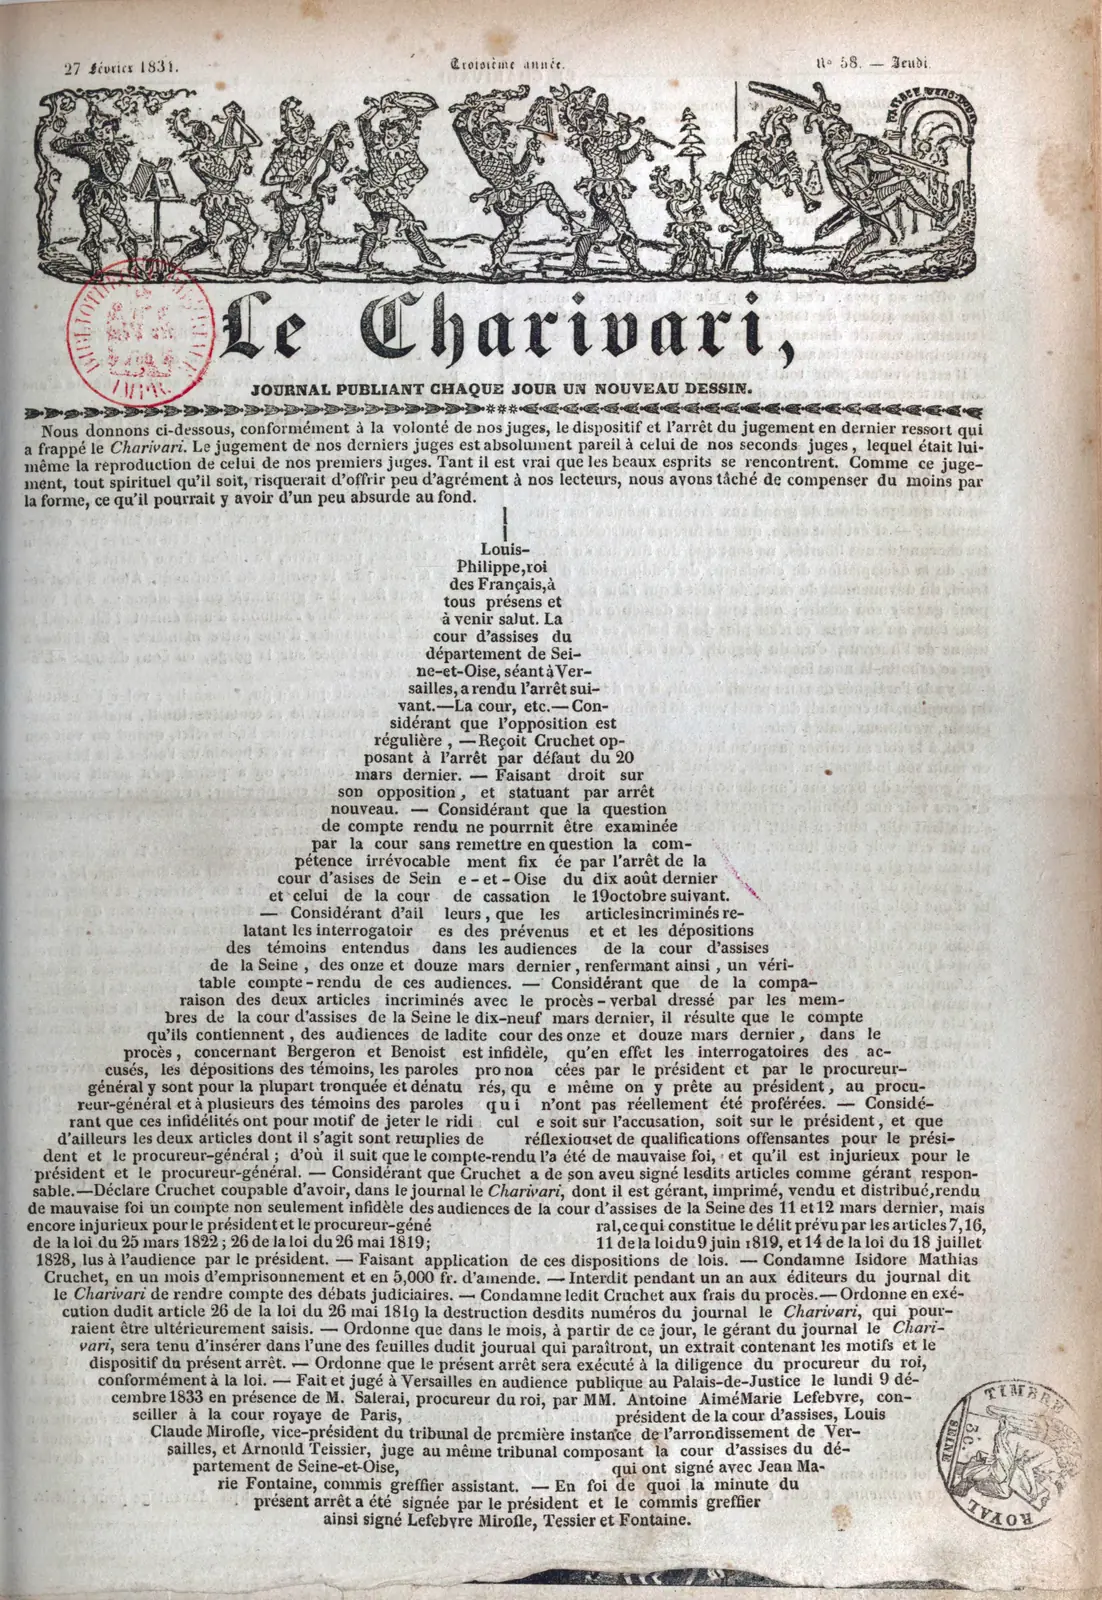 27 Février 1834.
Troisième année.
N° 58. — Jeudi.
Le Charivari,
JOURNAL PUBLIANT CHAQUE JOUR UN NOUVEAU DESSIN.
Nous donnons ci-dessous, conformément à la volonté de nos juges, le dispositif et l'arrêt du jugement en dernier ressort qui
a frappé le Charivari. Le jugement de nos derniers juges est absolument pareil à celui de nos seconds juges, lequel était lui-
même la reproduction de celui de nos premiers juges. Tant il est vrai que les beaux esprits se rencontrent. Comme ce juge-
ment, tout spirituel qu'il soit, risquerait d'offrir peu d'agrément à nos lecteurs, nous avons tâché de compenser du moins par
la forme, ce qu'il pourrait y avoir d'un peu absurde au fond.
Louis-
Philippe, roi
des Français, à
tous présens et
à venir salut. La
cour d'assises du
département de Sei-
ne-et-Oise, séant à Ver-
sailles, a rendu l'arrêt sui-
vant.—La cour, etc.—Con-
sidérant que l'opposition est
régulière, —Reçoit Cruchet op-
posant à l'arrêt par défaut du 20
mars dernier. — Faisant droit sur
son opposition, et statuant par arrêt
nouveau. — Considérant que la question
de compte rendu ne pourrnit être examinée
par la cour sans remettre en question la com-
pétence irrévocable ment fix ée par l'arrêt de la
cour d'asises de Sein e-et-Oise du dix août dernier
et celui de la cour de cassation le 19 octobre suivant.
— Considérant d'ail leurs, que les articles incriminés re-
latant les interrogatoir es des prévenus et et les dépositions
des témoins entendus dans les audiences de la cour d'assises
de la Seine, des onze et douze mars dernier, renfermant ainsi, un véri-
table compte-rendu de ces audiences. — Considérant que de la compa-
raison des deux articles incriminés avec le procès-verbal dressé par les mem-
bres de la cour d'assises de la Seine le dix-neuf mars dernier, il résulte que le compte
qu'ils contiennent, des audiences de ladite cour des onze et douze mars dernier, dans le
procès, concernant Bergeron et Benoist est infidèle, qu'en effet les interrogatoires des ac-
cusés, les dépositions des témoins, les paroles pro non cées par le président et par le procureur-
général y sont pour la plupart tronquée et dénatu rés, qu e même on y prête au président, au procu-
reur-général et à plusieurs des témoins des paroles qui n'ont pas réellement été proférées. — Considé-
rant que ces infidélités ont pour motif de jeter le ridi cul e soit sur l'accusation, soit sur le président, et que
d'ailleurs les deux articles dont il s'agit sont remplies de réflexions et de qualifications offensantes pour le prési-
dent et le procureur-général; d'où il suit que le compte-rendu l'a été de mauvaise foi, et qu'il est injurieux pour le
président et le procureur-général. — Considérant que Cruchet a de son aveu signé lesdits articles comme gérant respon-
sable.—Déclare Cruchet coupable d'avoir, dans le journal le Charivari, dont il est gérant, imprimé, vendu et distribué, rendu
de mauvaise foi un compte non seulement infidèle des audiences de la cour d'assises de la Seine des 11 et 12 mars dernier, mais
encore injurieux pour le président et le procureur-géné ral, ce qui constitue le délit prévu par les articles 7, 16,
de la loi du 25 mars 1822; 26 de la loi du 26 mai 1819; 11 de la loi du 9 juin 1819, et 14 de la loi du 18 juillet
1828, lus à l'audience par le président. — Faisant application de ces dispositions de lois. — Condamne Isidore Mathias
Cruchet, en un mois d'emprisonnement et en 5,000 fr. d'amende. — Interdit pendant un an aux éditeurs du journal dit
le Charivari de rendre compte des débats judiciaires. — Condamne ledit Cruchet aux frais du procès.— Ordonne en exé-
cution dudit article 26 de la loi du 26 mai 1819 la destruction desdits numéros du journal le Charivari, qui pour-
raient être ultérieurement saisis. — Ordonne que dans le mois, à partir de ce jour, le gérant du journal le Chari-
vari, sera tenu d'insérer dans l'une des feuilles dudit jourual qui paraîtront, un extrait contenant les motifs et le
dispositif du présent arrêt. — Ordonne que le présent arrêt sera exécuté à la diligence du procureur du roi,
conformément à la loi. — Fait et jugé à Versailles en audience publique au Palais-de-Justice le lundi 9 dé-
cembre 1833 en présence de M. Salerai, procureur du roi, par MM. Antoine Aimé Marie Lefebvre, con-
seiller à la cour royaye de Paris, président de la cour d'assises, Louis
Claude Mirofle, vice-président du tribunal de première instance de l'arrondissement de Ver-
sailles, et Arnould Teissier, juge au même tribunal composant la cour d'assises du dé-
partement de Seine-et-Oise, qui ont signé avec Jean Ma-
rie Fontaine, commis greffier assistant. — En foi de quoi la minute du
présent arrêt a été signée par le président et le commis greffier
ainsi signé Lefebvre Mirofle, Tessier et Fontaine.
TIMBRE
ROYAL
SEINE